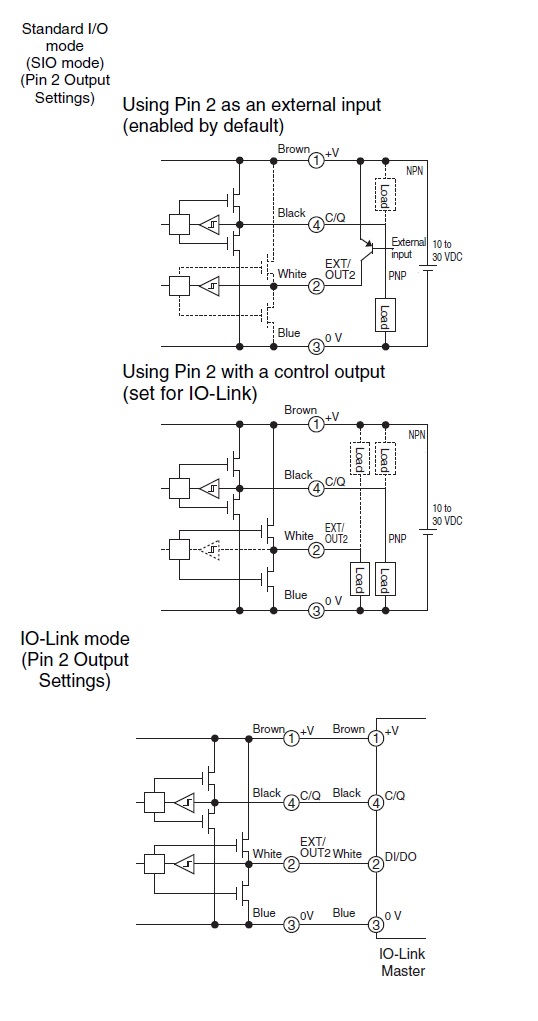 Standard I/O
mode
(SIO mode)
(Pin 2 Output
Settings)
Using Pin 2 as an external input
(enabled by default)
Brown 1 +V
NPN
Load
Black 4 C/Q
External
input
10 to
30 VDC
EXT/
White 2 OUT2
PNP
Load
Blue 3 0 V
Using Pin 2 with a control output
(set for IO-Link)
Brown 1 +V
NPN
Load Load
Black 4 C/Q
10 to
30 VDC
EXT/
White 2 OUT2
PNP
Load Load
Blue 3 0 V
IO-Link mode
(Pin 2 Output
Settings)
Brown 1 +V Brown 1 +V
Black 4 C/Q Black 4 C/Q
EXT/
White 2 OUT2 White 2 DI/DO
Blue 3 0V Blue 3 0 V
IO-Link
Master